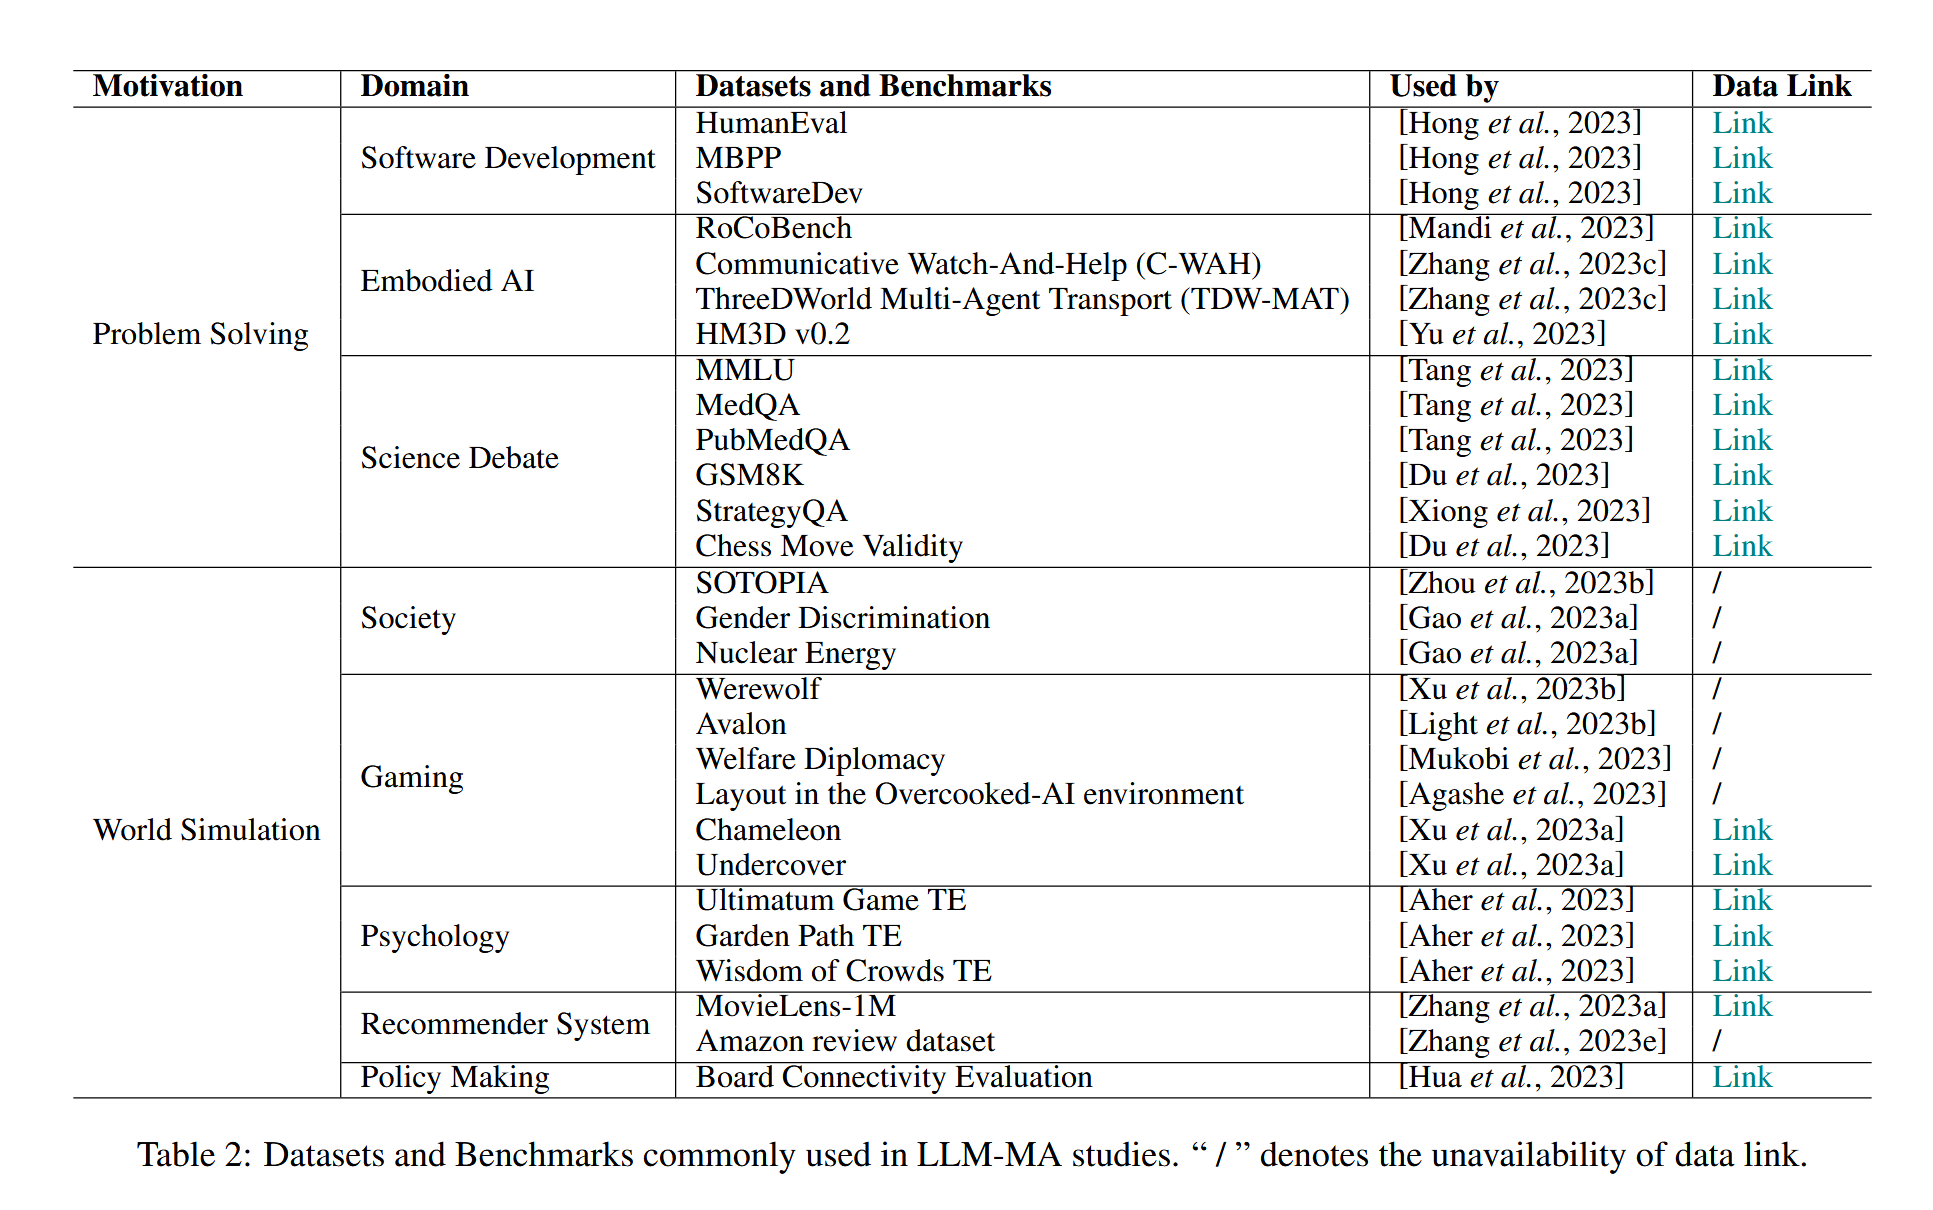 Motivation Domain Datasets and Benchmarks Used by Data Link
HumanEval [Hong et al., 2023] Link
Software Development MBPP [Hong et al., 2023] Link
SoftwareDev [Hong et al., 2023] Link
RoCoBench [Mandi et al., 2023] Link
Communicative Watch-And-Help (C-WAH) [Zhang et al., 2023c] Link
Embodied AI
ThreeDWorld Multi-Agent Transport (TDW-MAT) [Zhang et al., 2023c] Link
Problem Solving HM3D v0.2 [Yu et al., 2023] Link
MMLU [Tang et al., 2023] Link
MedQA [Tang et al., 2023] Link
PubMedQA [Tang et al., 2023] Link
Science Debate
GSM8K [Du et al., 2023] Link
StrategyQA [Xiong et al., 2023] Link
Chess Move Validity [Du et al., 2023] Link
SOTOPIA [Zhou et al., 2023b] /
Society Gender Discrimination [Gao et al., 2023a] /
Nuclear Energy [Gao et al., 2023a] /
Werewolf [Xu et al., 2023b] /
Avalon [Light et al., 2023b] /
Welfare Diplomacy [Mukobi et al., 2023] /
Gaming
Layout in the Overcooked-AI environment [Agashe et al., 2023] /
World Simulation Chameleon [Xu et al., 2023a] Link
Undercover [Xu et al., 2023a] Link
Ultimatum Game TE [Aher et al., 2023] Link
Psychology Garden Path TE [Aher et al., 2023] Link
Wisdom of Crowds TE [Aher et al., 2023] Link
MovieLens-1M [Zhang et al., 2023a] Link
Recommender System
Amazon review dataset [Zhang et al., 2023e] /
Policy Making Board Connectivity Evaluation [Hua et al., 2023] Link
Table 2: Datasets and Benchmarks commonly used in LLM-MA studies. “ / ” denotes the unavailability of data link.